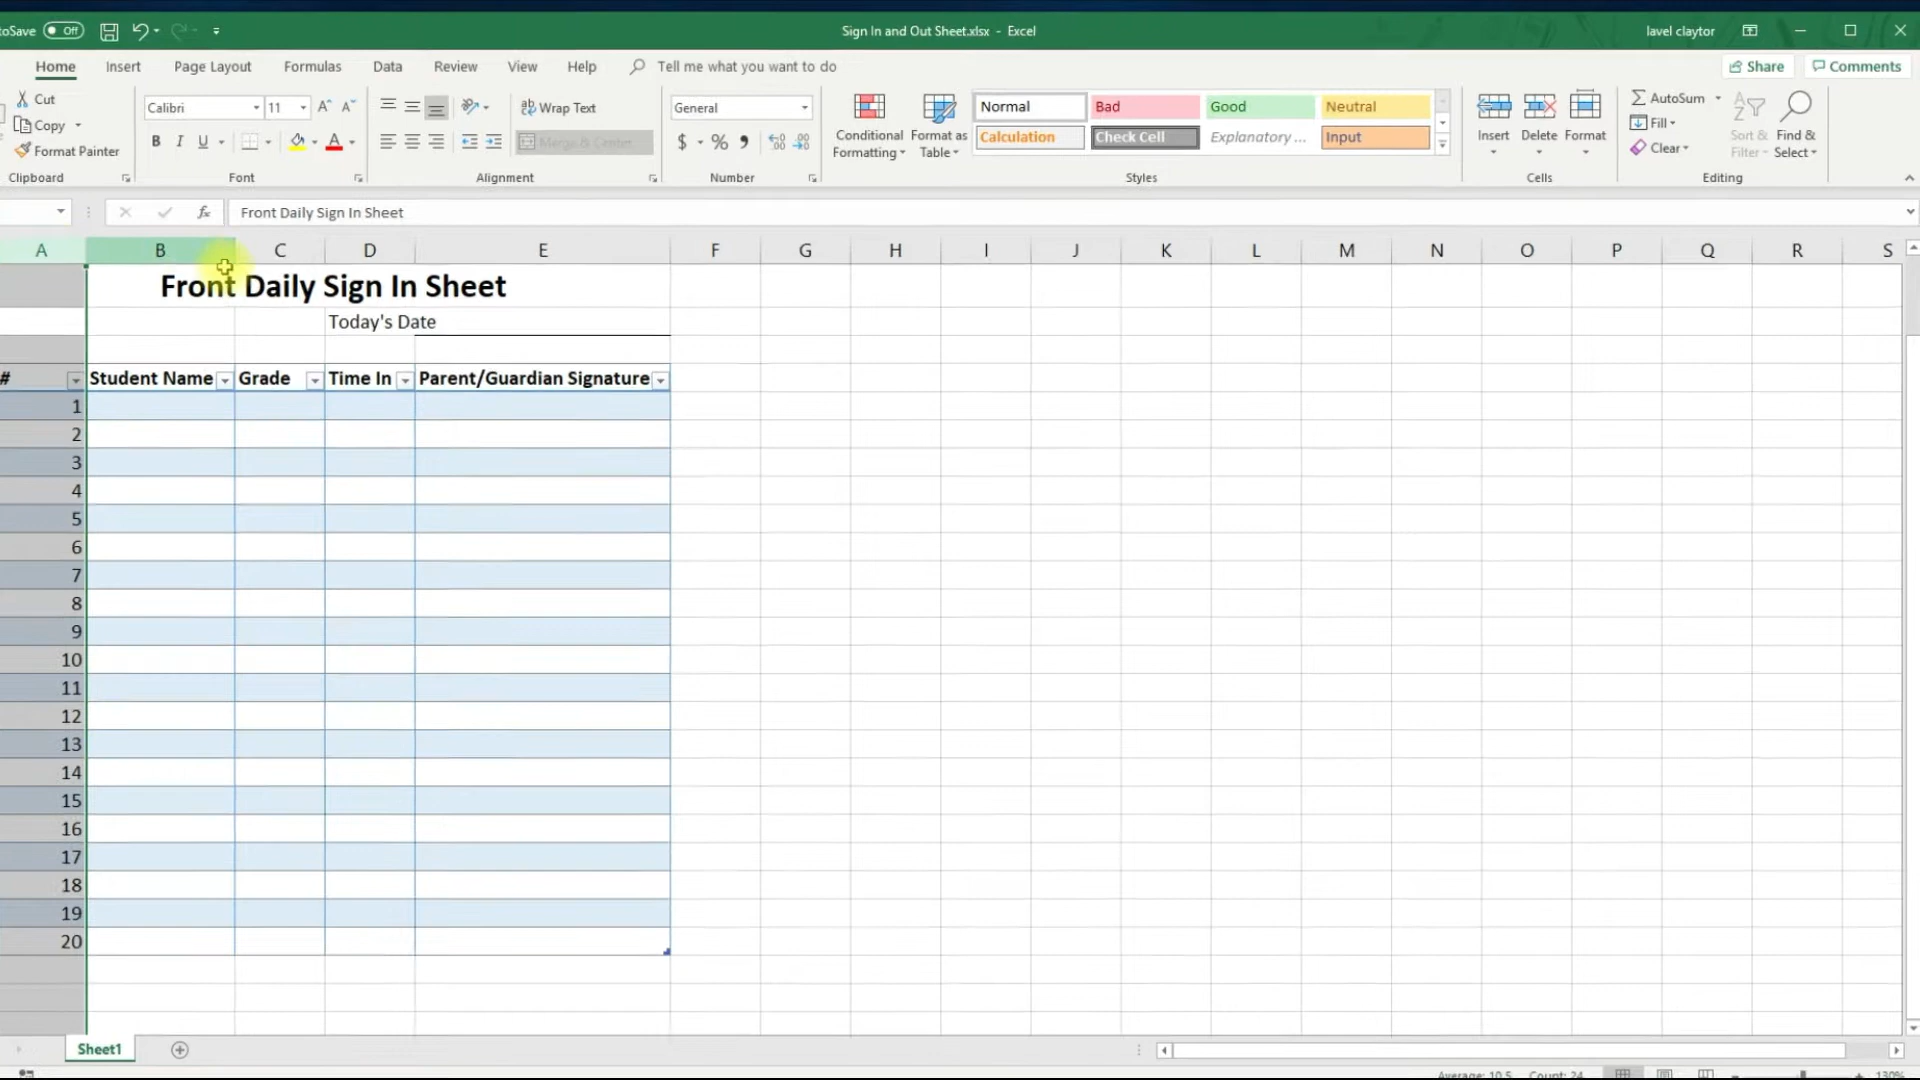 toSave Off
Sign In and Out Sheet.xlsx - Excel
lavel claytor
Home Insert Page Layout Formulas Data Review View Help Tell me what you want to do
Share Comments
Cut
Copy
Format Painter
Clipboard
Calibri 11
B I U
Font
Wrap Text
Merge & Center
Alignment
General
$ % ,
Number
Conditional Formatting
Format as Table
Normal Bad Good Neutral
Calculation Check Cell Explanatory ... Input
Styles
Insert Delete Format
Cells
AutoSum
Fill
Clear
Sort & Filter
Find & Select
Editing
fx Front Daily Sign In Sheet
A B C D E F G H I J K L M N O P Q R S
Front Daily Sign In Sheet
Today's Date
# Student Name Grade Time In Parent/Guardian Signature
1
2
3
4
5
6
7
8
9
10
11
12
13
14
15
16
17
18
19
20
Sheet1
Average: 10.5 Count: 24 130%